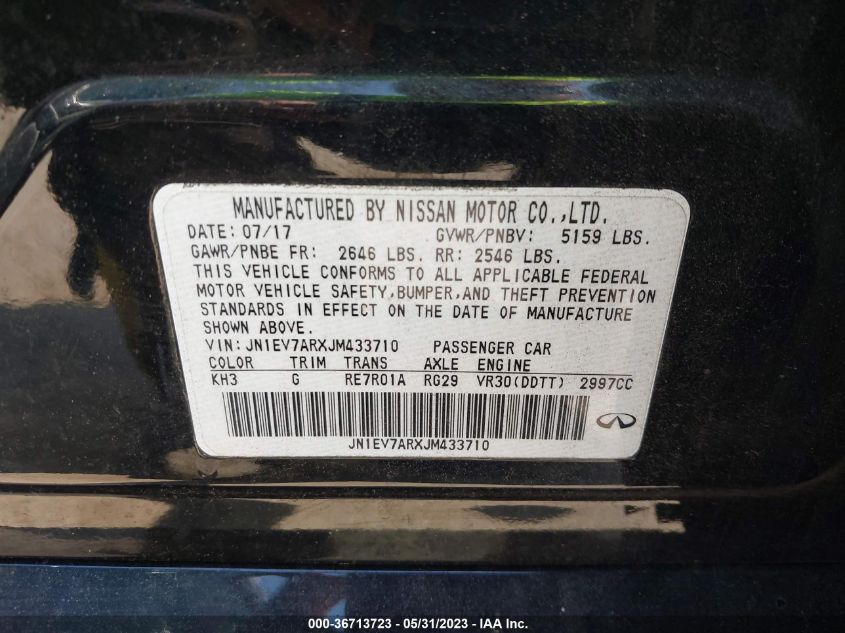 MANUFACTURED BY NISSAN MOTOR CO.,LTD.
DATE: 07/17 GVWR/PNBV: 5159 LBS.
GAWR/PNBE FR: 2646 LBS. RR: 2546 LBS.
THIS VEHICLE CONFORMS TO ALL APPLICABLE FEDERAL
MOTOR VEHICLE SAFETY,BUMPER,AND THEFT PREVENTION
STANDARDS IN EFFECT ON THE DATE OF MANUFACTURE
SHOWN ABOVE.
VIN: JN1EV7ARXJM433710 PASSENGER CAR
COLOR TRIM TRANS AXLE ENGINE
KH3 G RE7R01A RG29 VR30(DDTT) 2997CC
JN1EV7ARXJM433710
000-36713723 - 05/31/2023 - IAA Inc.